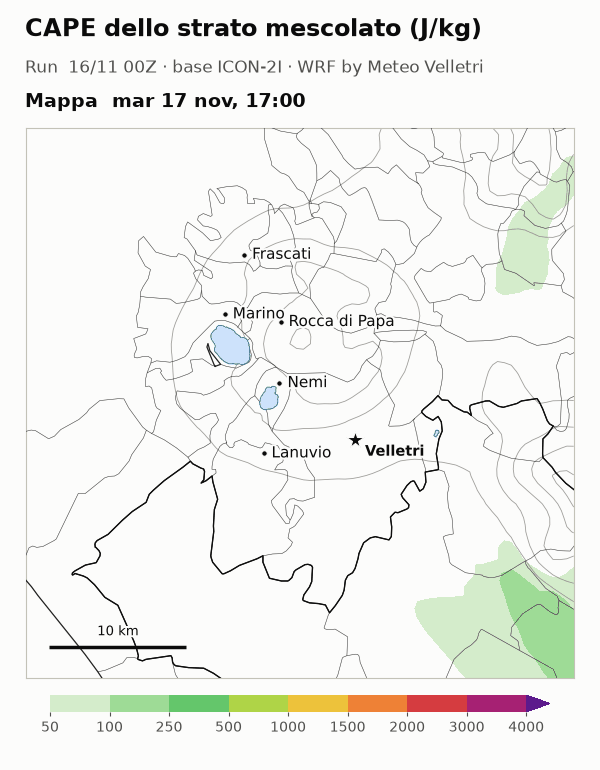 CAPE dello strato mescolato (J/kg)
Run  16/11 00Z · base ICON-2I · WRF by Meteo Velletri
Mappa  mar 17 nov, 17:00
Frascati
Marino
Rocca di Papa
Nemi
Lanuvio
Velletri
10 km
50 100 250 500 1000 1500 2000 3000 4000